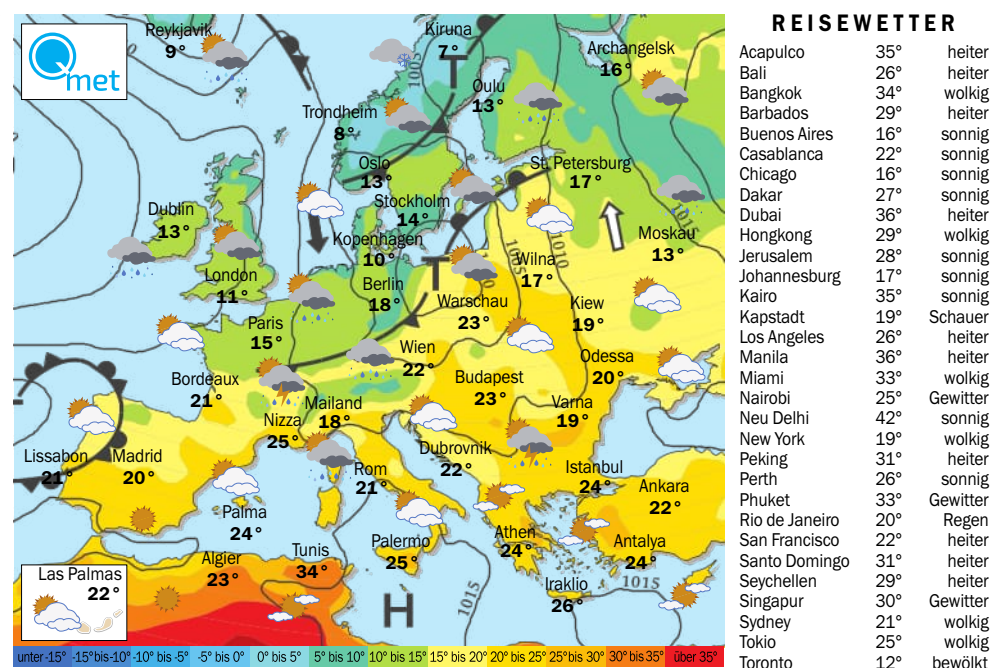 Qmet
Reykjavik
9°
Kiruna
7°
Archangelsk
16°
Oulu
13°
Trondheim
8°
T
1005
Oslo
13°
St. Petersburg
17°
Stockholm
14°
Dublin
13°
Kopenhagen
10°
Moskau
13°
1015
London
11°
Berlin
18°
T
Wilna
17°
1005
1010
Warschau
23°
Kiew
19°
Paris
15°
Wien
22°
Odessa
20°
Bordeaux
21°
Budapest
23°
Mailand
18°
Nizza
25°
Varna
19°
Lissabon
21°
Madrid
20°
Dubrovnik
22°
Rom
21°
Istanbul
24°
Ankara
22°
Palma
24°
Palermo
25°
Athen
24°
Antalya
24°
Algier
23°
Tunis
34°
Iraklio
26°
1015
1015
H
Las Palmas
22°
unter -15° -15° bis-10° -10° bis -5° -5° bis 0° 0° bis 5° 5° bis 10° 10° bis 15° 15° bis 20° 20° bis 25° 25° bis 30° 30° bis 35° über 35°
REISEWETTER
Acapulco 35° heiter
Bali 26° heiter
Bangkok 34° wolkig
Barbados 29° heiter
Buenos Aires 16° sonnig
Casablanca 22° sonnig
Chicago 16° sonnig
Dakar 27° sonnig
Dubai 36° heiter
Hongkong 29° wolkig
Jerusalem 28° sonnig
Johannesburg 17° sonnig
Kairo 35° sonnig
Kapstadt 19° Schauer
Los Angeles 26° heiter
Manila 36° heiter
Miami 33° wolkig
Nairobi 25° Gewitter
Neu Delhi 42° sonnig
New York 19° wolkig
Peking 31° heiter
Perth 26° sonnig
Phuket 33° Gewitter
Rio de Janeiro 20° Regen
San Francisco 22° heiter
Santo Domingo 31° heiter
Seychellen 29° heiter
Singapur 30° Gewitter
Sydney 21° wolkig
Tokio 25° wolkig
Toronto 12° bewölkt